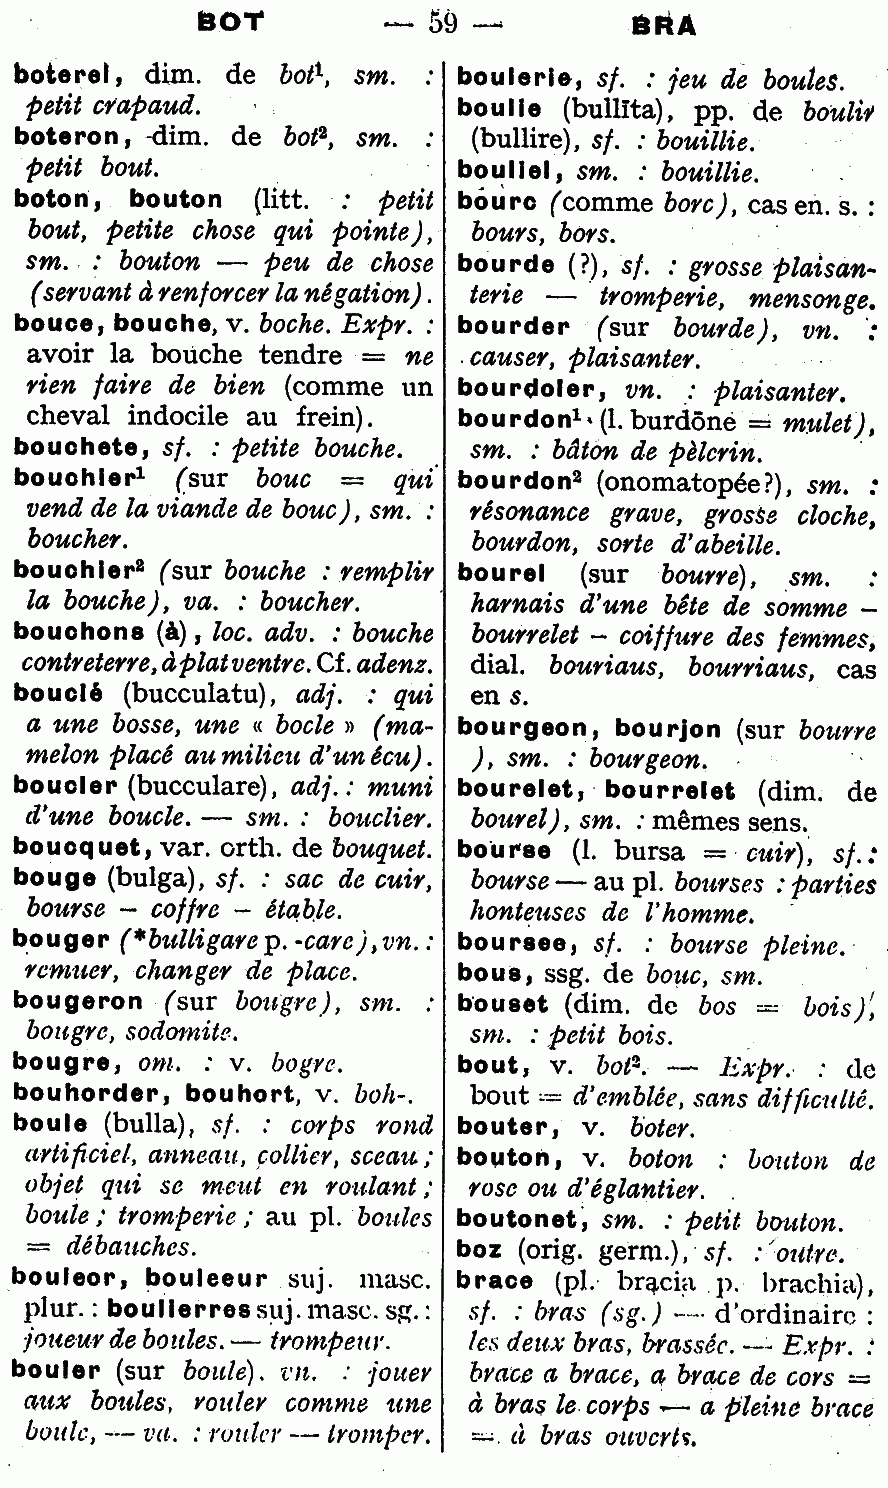 BOT — 59 — BRA
boterel, dim. de bot¹, sm. :
petit crapaud.
boteron, dim. de bot², sm. :
petit bout.
boton, bouton (litt. : petit
bout, petite chose qui pointe),
sm. : bouton — peu de chose
(servant à renforcer la négation).
bouce, bouche, v. boche. Expr. :
avoir la bouche tendre = ne
rien faire de bien (comme un
cheval indocile au frein).
bouchete, sf. : petite bouche.
bouchier¹ (sur bouc = qui
vend de la viande de bouc), sm. :
boucher.
bouchier² (sur bouche : remplir
la bouche), va. : boucher.
bouchons (à), loc. adv. : bouche
contreterre, à plat ventre. Cf. adenz.
bouclé (bucculatu), adj. : qui
a une bosse, une « bocle » (ma-
melon placé au milieu d'un écu).
boucler (bucculare), adj. : muni
d'une boucle. — sm. : bouclier.
boucquet, var. orth. de bouquet.
bouge (bulga), sf. : sac de cuir,
bourse – coffre – étable.
bouger (*bulligare p. -care), vn. :
remuer, changer de place.
bougeron (sur bougre), sm. :
bougre, sodomite.
bougre, om. : v. bogre.
bouhorder, bouhort, v. boh-.
boule (bulla), sf. : corps rond
artificiel, anneau, collier, sceau ;
objet qui se meut en roulant ;
boule ; tromperie ; au pl. boules
= débauches.
bouleor, bouleeur suj. masc.
plur. : boulierres suj. masc. sg. :
joueur de boules. — trompeur.
bouler (sur boule). vn. : jouer
aux boules, rouler comme une
boule, — va. : rouler — tromper.
boulerie, sf. : jeu de boules.
boulie (bullīta), pp. de boulir
(bullire), sf. : bouillie.
bouliel, sm. : bouillie.
bourc (comme borc), cas en. s. :
bours, bors.
bourde (?), sf. : grosse plaisan-
terie — tromperie, mensonge.
bourder (sur bourde), vn. :
causer, plaisanter.
bourdoier, vn. : plaisanter.
bourdon¹ (l. burdōne = mulet),
sm. : bâton de pèlerin.
bourdon² (onomatopée?), sm. :
résonance grave, grosse cloche,
bourdon, sorte d'abeille.
bourel (sur bourre), sm. :
harnais d'une bête de somme –
bourrelet – coiffure des femmes,
dial. bouriaus, bourriaus, cas
en s.
bourgeon, bourjon (sur bourre
), sm. : bourgeon.
bourelet, bourrelet (dim. de
bourel), sm. : mêmes sens.
bourse (l. bursa = cuir), sf. :
bourse — au pl. bourses : parties
honteuses de l'homme.
boursee, sf. : bourse pleine.
bous, ssg. de bouc, sm.
bouset (dim. de bos = bois),
sm. : petit bois.
bout, v. bot². — Expr. : de
bout = d'emblée, sans difficulté.
bouter, v. boter.
bouton, v. boton : bouton de
rose ou d'églantier.
boutonet, sm. : petit bouton.
boz (orig. germ.), sf. : outre.
brace (pl. bracia p. brachia),
sf. : bras (sg.) — d'ordinaire :
les deux bras, brassée. — Expr. :
brace a brace, a brace de cors =
à bras le corps — a pleine brace
= à bras ouverts.